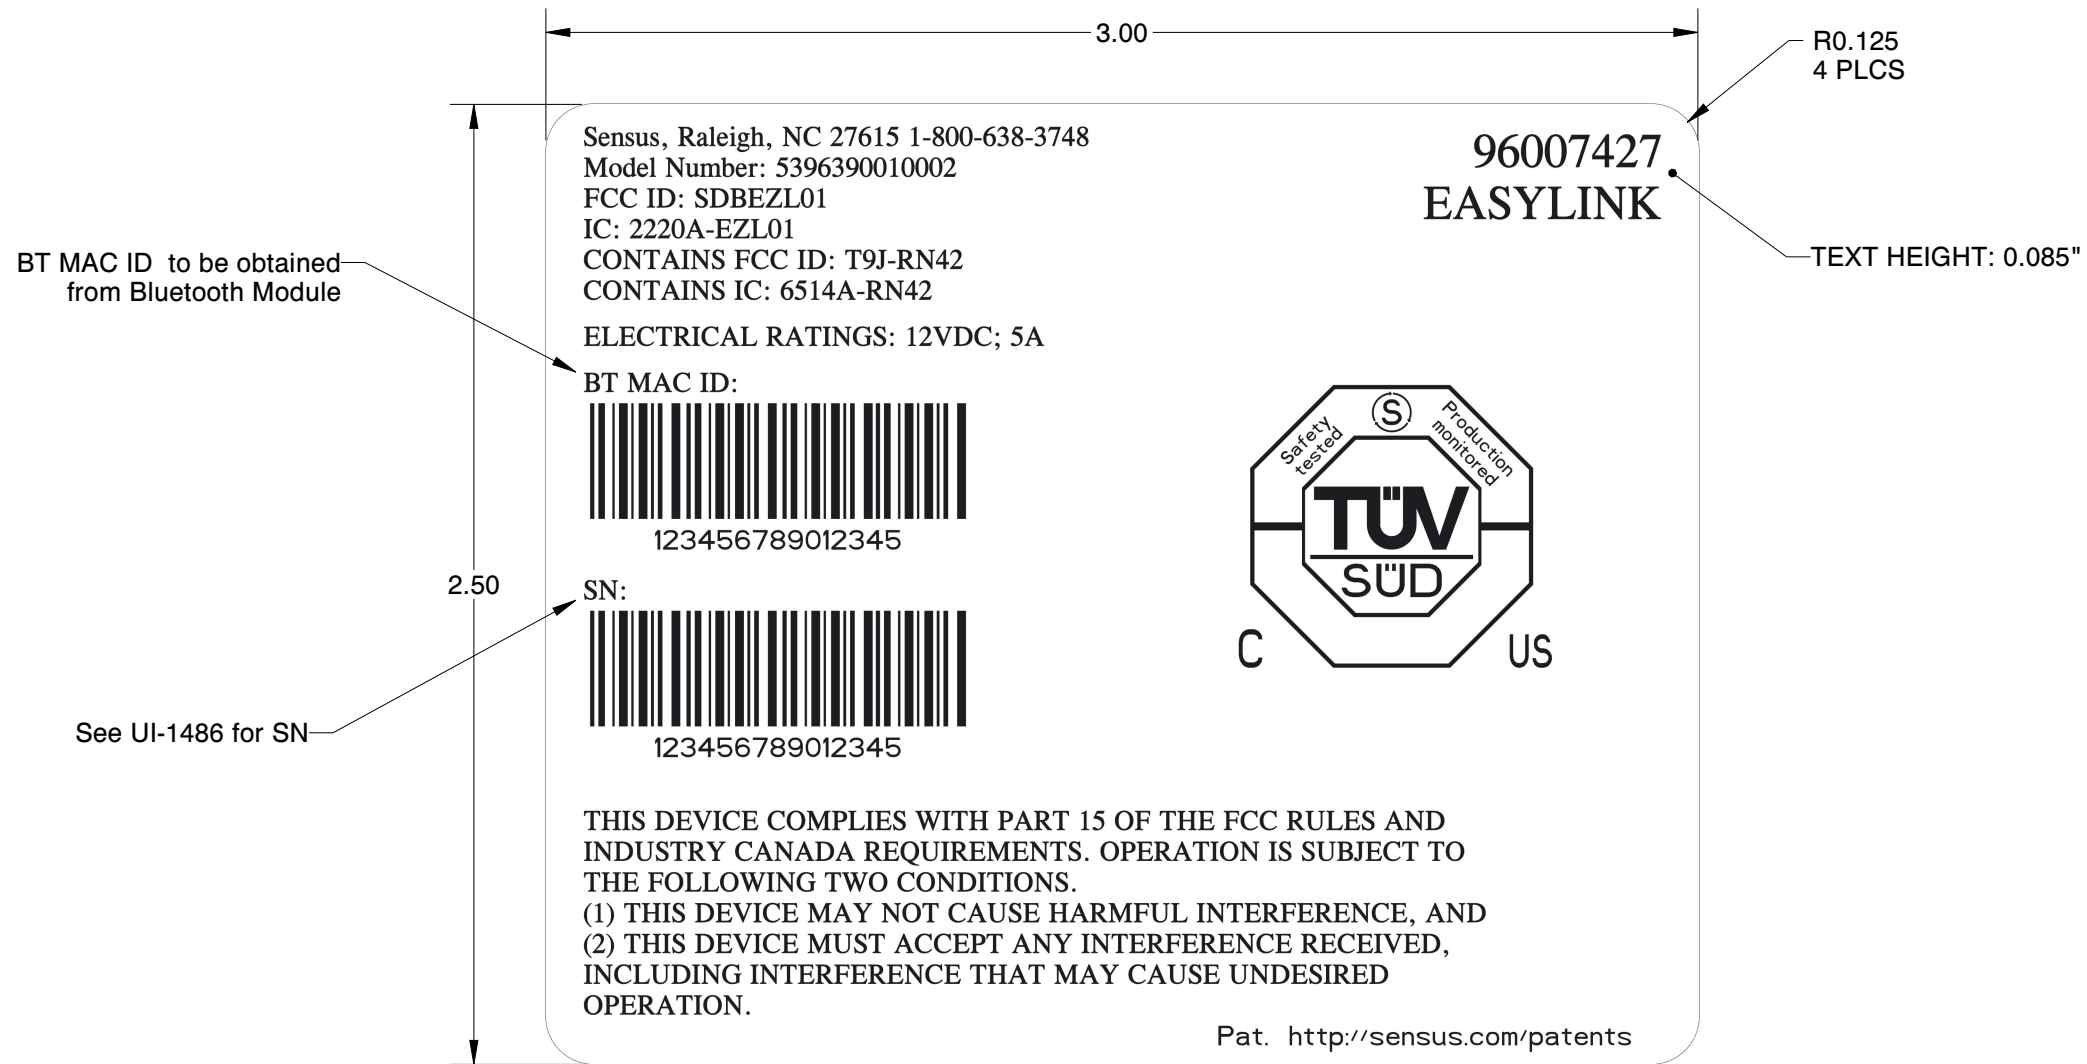 3.00
R0.125
4 PLCS
Sensus, Raleigh, NC 27615 1-800-638-3748
Model Number: 5396390010002
FCC ID: SDBEZL01
IC: 2220A-EZL01
CONTAINS FCC ID: T9J-RN42
CONTAINS IC: 6514A-RN42
96007427
EASYLINK
TEXT HEIGHT: 0.085"
BT MAC ID to be obtained
from Bluetooth Module
ELECTRICAL RATINGS: 12VDC; 5A
BT MAC ID:
123456789012345
2.50
SN:
123456789012345
See UI-1486 for SN
S
Safety
tested
Production
monitored
TÜV
SÜD
C
US
THIS DEVICE COMPLIES WITH PART 15 OF THE FCC RULES AND
INDUSTRY CANADA REQUIREMENTS. OPERATION IS SUBJECT TO
THE FOLLOWING TWO CONDITIONS.
(1) THIS DEVICE MAY NOT CAUSE HARMFUL INTERFERENCE, AND
(2) THIS DEVICE MUST ACCEPT ANY INTERFERENCE RECEIVED,
INCLUDING INTERFERENCE THAT MAY CAUSE UNDESIRED
OPERATION.
Pat. http://sensus.com/patents